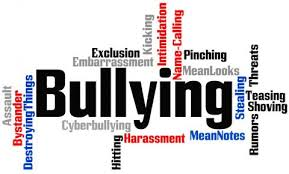 Assault
Bystander
DestroyingThings
Exclusion
Embarrassment
Kicking
Intimidation
Name-Calling
Pinching
MeanLooks
Bullying
Cyberbullying
Hitting
Harassment
MeanNotes
Stealing
Rumors
Threats
Teasing
Shoving